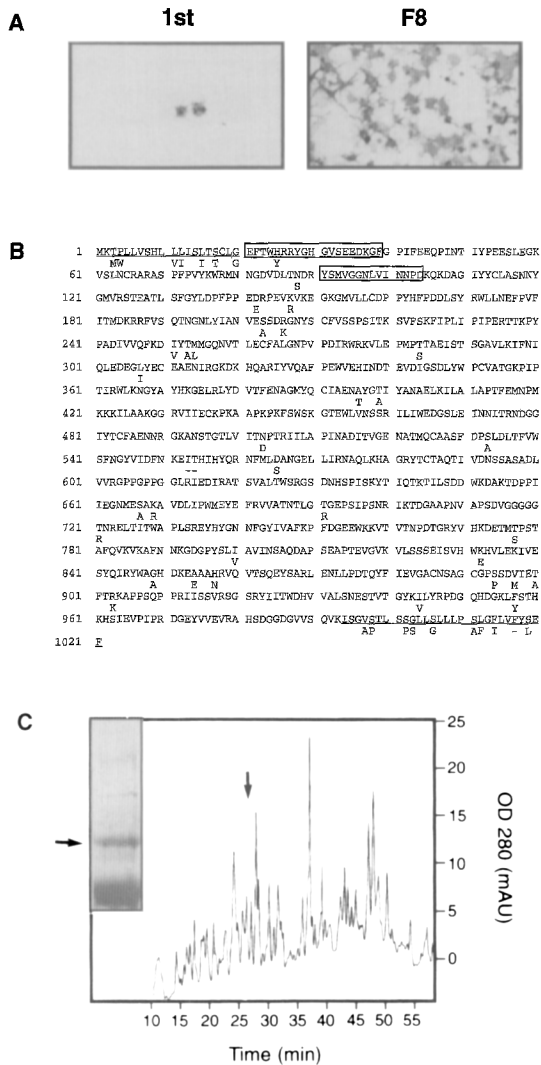 A
1st F8
B
1 MKTPLLVSHL LLISLTSCLG EFTWHRRYGH GVSEEDKGFG PIFEEQPINT IYPEESLEGK
MW VI I T G Y
61 VSLNCRARAS PFPVYKWRMN NGDVDLTNDR YSMVGGNLVI NNPDKQKDAG IYYCLASNNY
S
121 GMVRSTEATL SFGYLDPFPP EDRPEVKVKE GKGMVLLCDP PYHFPDDLSY RWLLNEFPVF
E R
181 ITMDKRRFVS QTNGNLYIAN VESSDRGNYS CFVSSPSITK SVFSKFIPLI PIPERTTKPY
A K
241 PADIVVQFKD IYTMMGQNVT LECFALGNPV PDIRWRKVLE PMPTTAEIST SGAVLKIFNI
V AL S
301 QLEDEGLYEC EAENIRGKDK HQARIYVQAF PEWVEHINDT EVDIGSDLYW PCVATGKPIP
I
361 TIRWLKNGYA YHKGELRLYD VTFENAGMYQ CIAENAYGTI YANAELKILA LAPTFEMNPM
T A
421 KKKILAAKGG RVIIECKPKA APKPKFSWSK GTEWLVNSSR ILIWEDGSLE INNITRNDGG
481 IYTCFAENNR GKANSTGTLV ITNPTRIILA PINADITVGE NATMQCAASF DPSLDLTFVW
D A
541 SFNGYVIDFN KEITHIHYQR NFMLDANGEL LIRNAQLKHA GRYTCTAQTI VDNSSASADL
-- S
601 VVRGPPGPPG GLRIEDIRAT SVALTWSRGS DNHSPISKYT IQTKTILSDD WKDAKTDPPI
661 IEGNMESAKA VDLIPWMEYE FRVVATNTLG TGEPSIPSNR IKTDGAAPNV APSDVGGGGG
A R R
721 TNRELTITWA PLSREYHYGN NFGYIVAFKP FDGEEWKKVT VTNPDTGRYV HKDETMTPST
R S
781 AFQVKVKAFN NKGDGPYSLI AVINSAQDAP SEAPTEVGVK VLSSSEISVH WKHVLEKIVE
V E
841 SYQIRYWAGH DKEAAAHRVQ VTSQEYSARL ENLLPDTQYF IEVGACNSAG CGPSSDVIET
A E N P M A
901 FTRKAPPSQP PRIISSVRSG SRYIITWDHV VALSNESTVT GYKILYRPDG QHDGKLFSTH
K V Y
961 KHSIEVPIPR DGEYVVEVRA HSDGGDGVVS QVKISGVSTL SSGLLSLLLP SLGFLVFYSE
AP PS G AF I - L
1021 F
C
25
20
15
10
5
0
OD 280 (mAU)
10 15 20 25 30 35 40 45 50 55
Time (min)